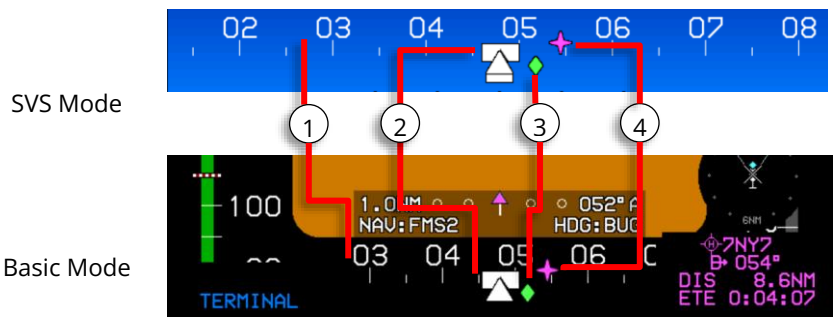 02 03 04 05 06 07 08
SVS Mode
1 2 3 4
100
1.0NM 052°
NAV:FMS2 HDG:BUG
6NM
7NY7
054°
Basic Mode
03 04 05 06
DIS 8.6NM
TERMINAL
ETE 0:04:07